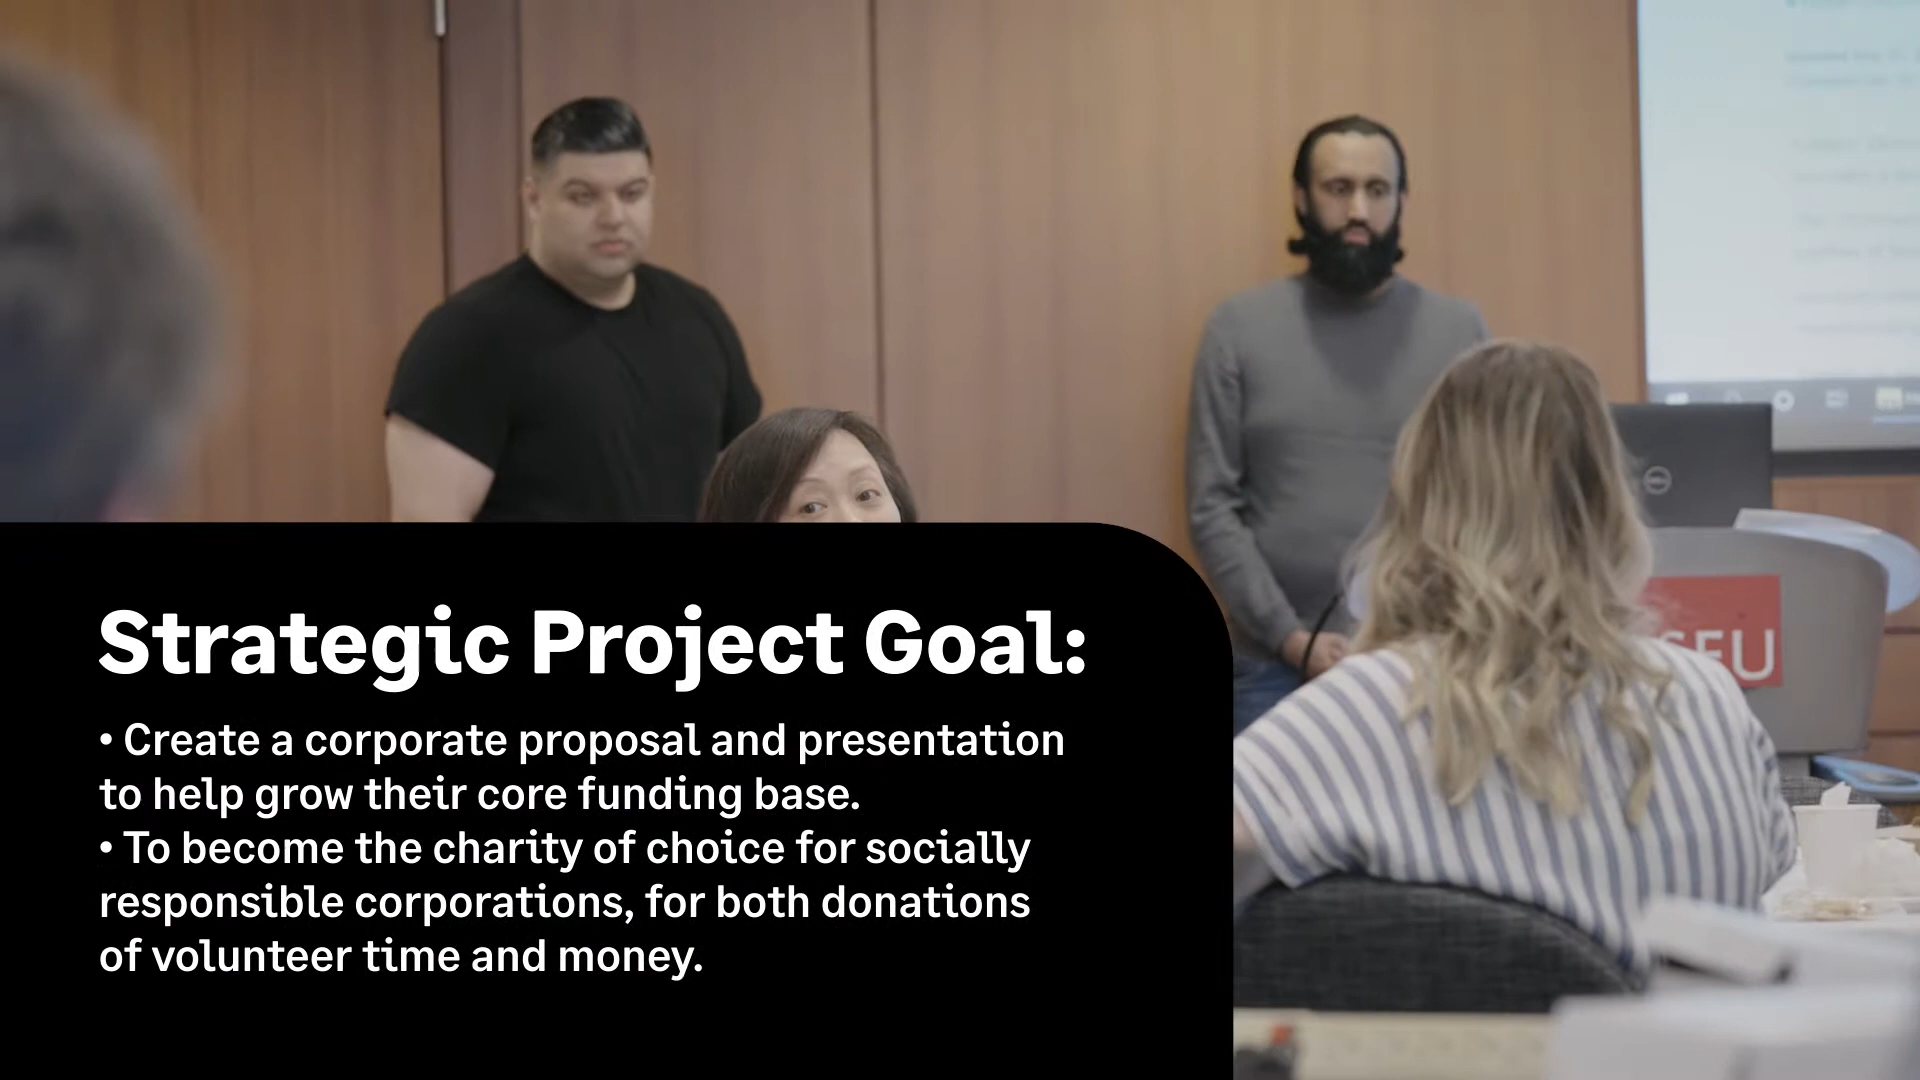 Strategic Project Goal:
• Create a corporate proposal and presentation
to help grow their core funding base.
• To become the charity of choice for socially
responsible corporations, for both donations
of volunteer time and money.
SFU
DELL